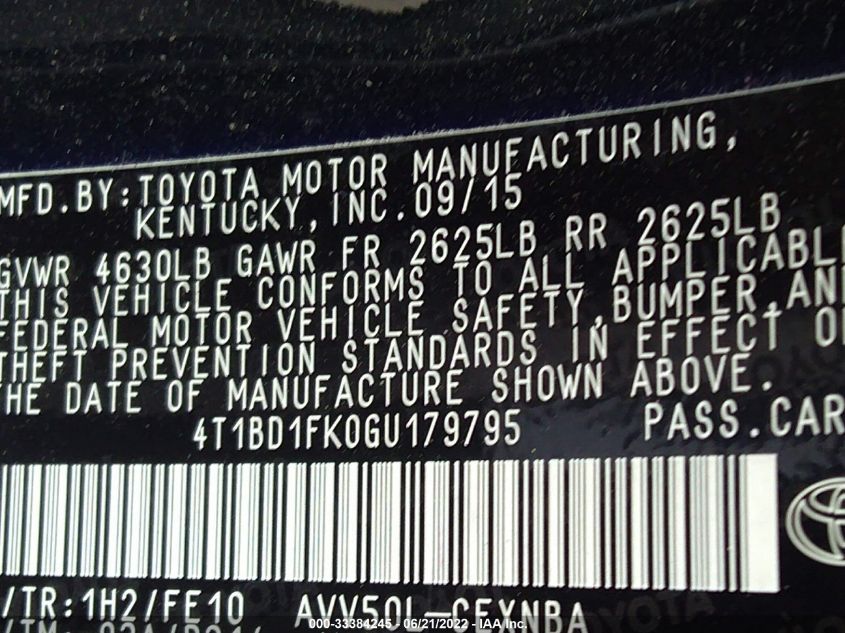 MFD.BY:TOYOTA MOTOR MANUFACTURING,
KENTUCKY,INC.09/15
GVWR 4630LB GAWR FR 2625LB RR 2625LB
THIS VEHICLE CONFORMS TO ALL APPLICABLE
FEDERAL MOTOR VEHICLE SAFETY,BUMPER,AND
THEFT PREVENTION STANDARDS IN EFFECT ON
THE DATE OF MANUFACTURE SHOWN ABOVE.
4T1BD1FK0GU179795 PASS.CAR
/TR:1H2/FE10 AVV50L-CEXNBA
000-33384245 - 06/21/2022 - IAA Inc.